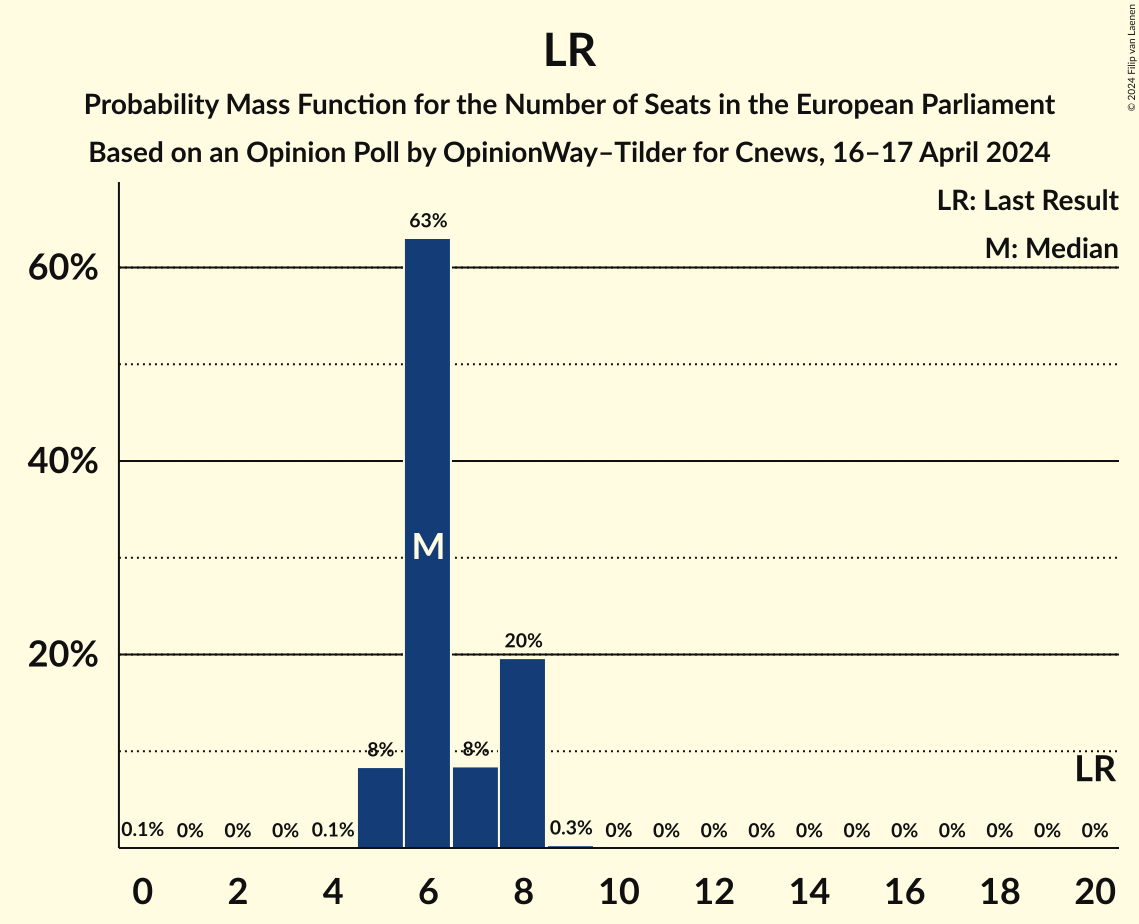 LR
Probability Mass Function for the Number of Seats in the European Parliament
Based on an Opinion Poll by OpinionWay–Tilder for Cnews, 16–17 April 2024
© 2024 Filip van Laenen
LR: Last Result
M: Median
63%
60%
40%
M
20%
20%
8% 8%
LR
0.1% 0% 0% 0% 0.1% 0.3% 0% 0% 0% 0% 0% 0% 0% 0% 0% 0% 0%
0 2 4 6 8 10 12 14 16 18 20